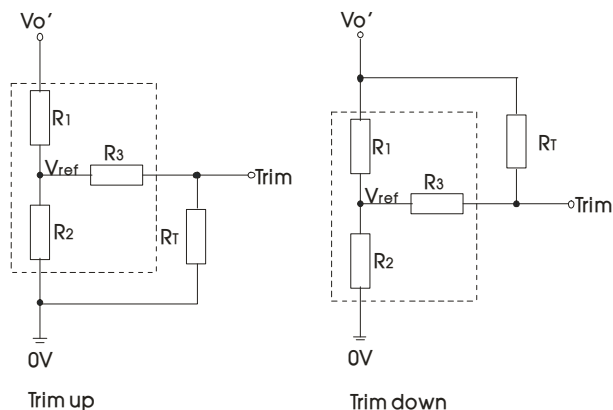 Vo'
R1
Vref
R3
Trim
R2
RT
0V
Trim up
Vo'
R1
RT
Vref
R3
Trim
R2
0V
Trim down